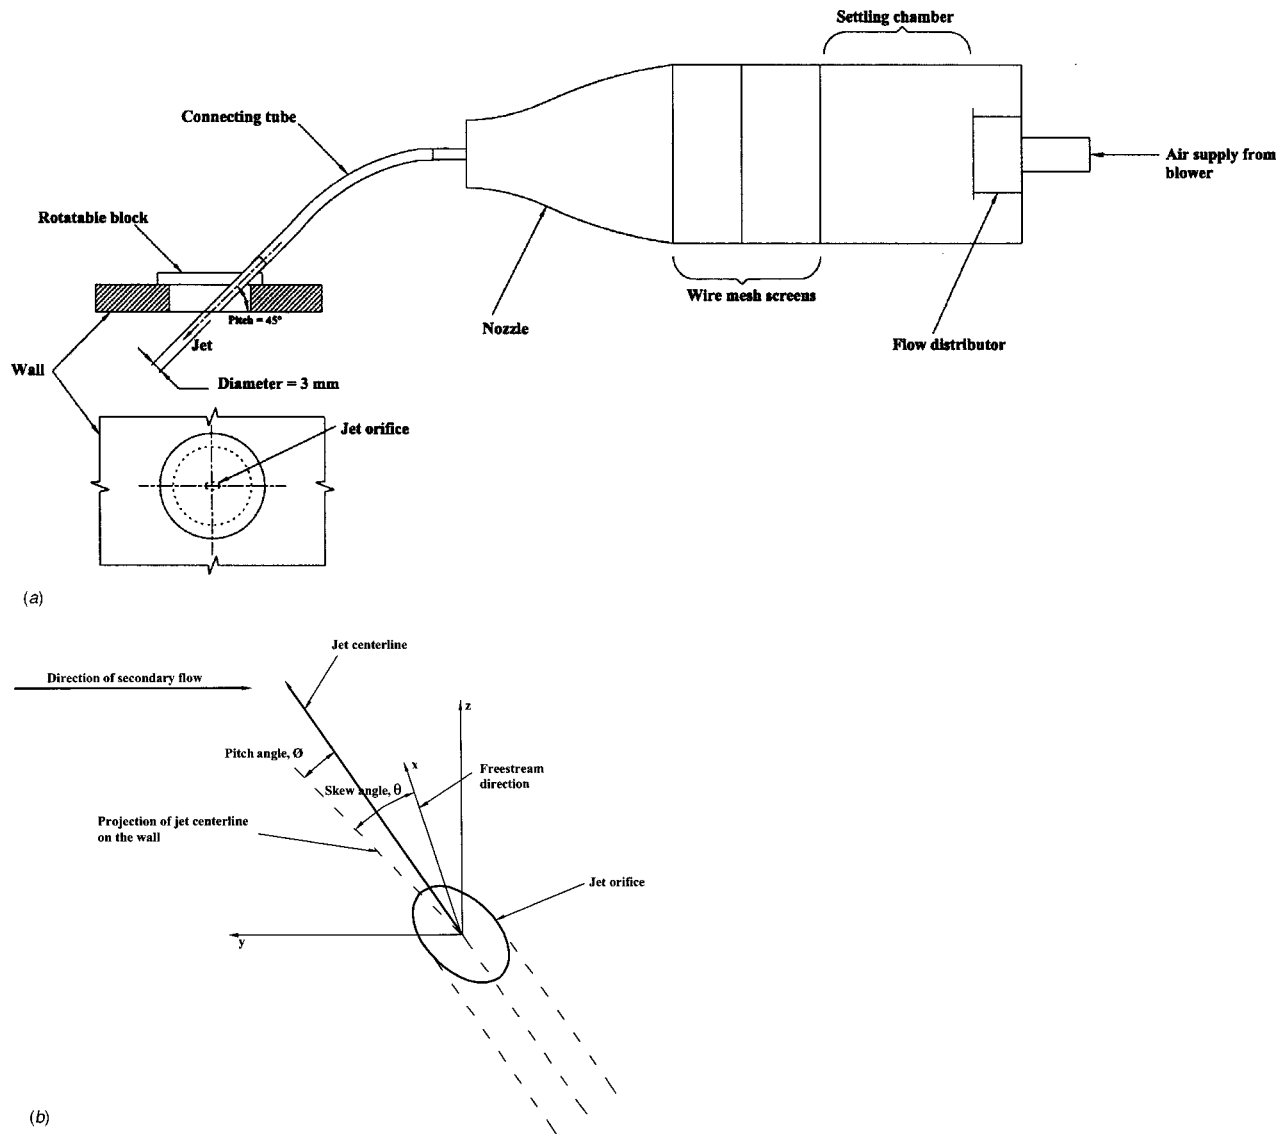 Settling chamber
Connecting tube
Air supply from
blower
Rotatable block
Wire mesh screens
Pitch = 45°
Nozzle
Jet
Flow distributor
Wall
Diameter = 3 mm
Jet orifice
(a)
Jet centerline
Direction of secondary flow
z
Pitch angle, Ø
x
Freestream
direction
Skew angle, θ
Projection of jet centerline
on the wall
Jet orifice
y
(b)